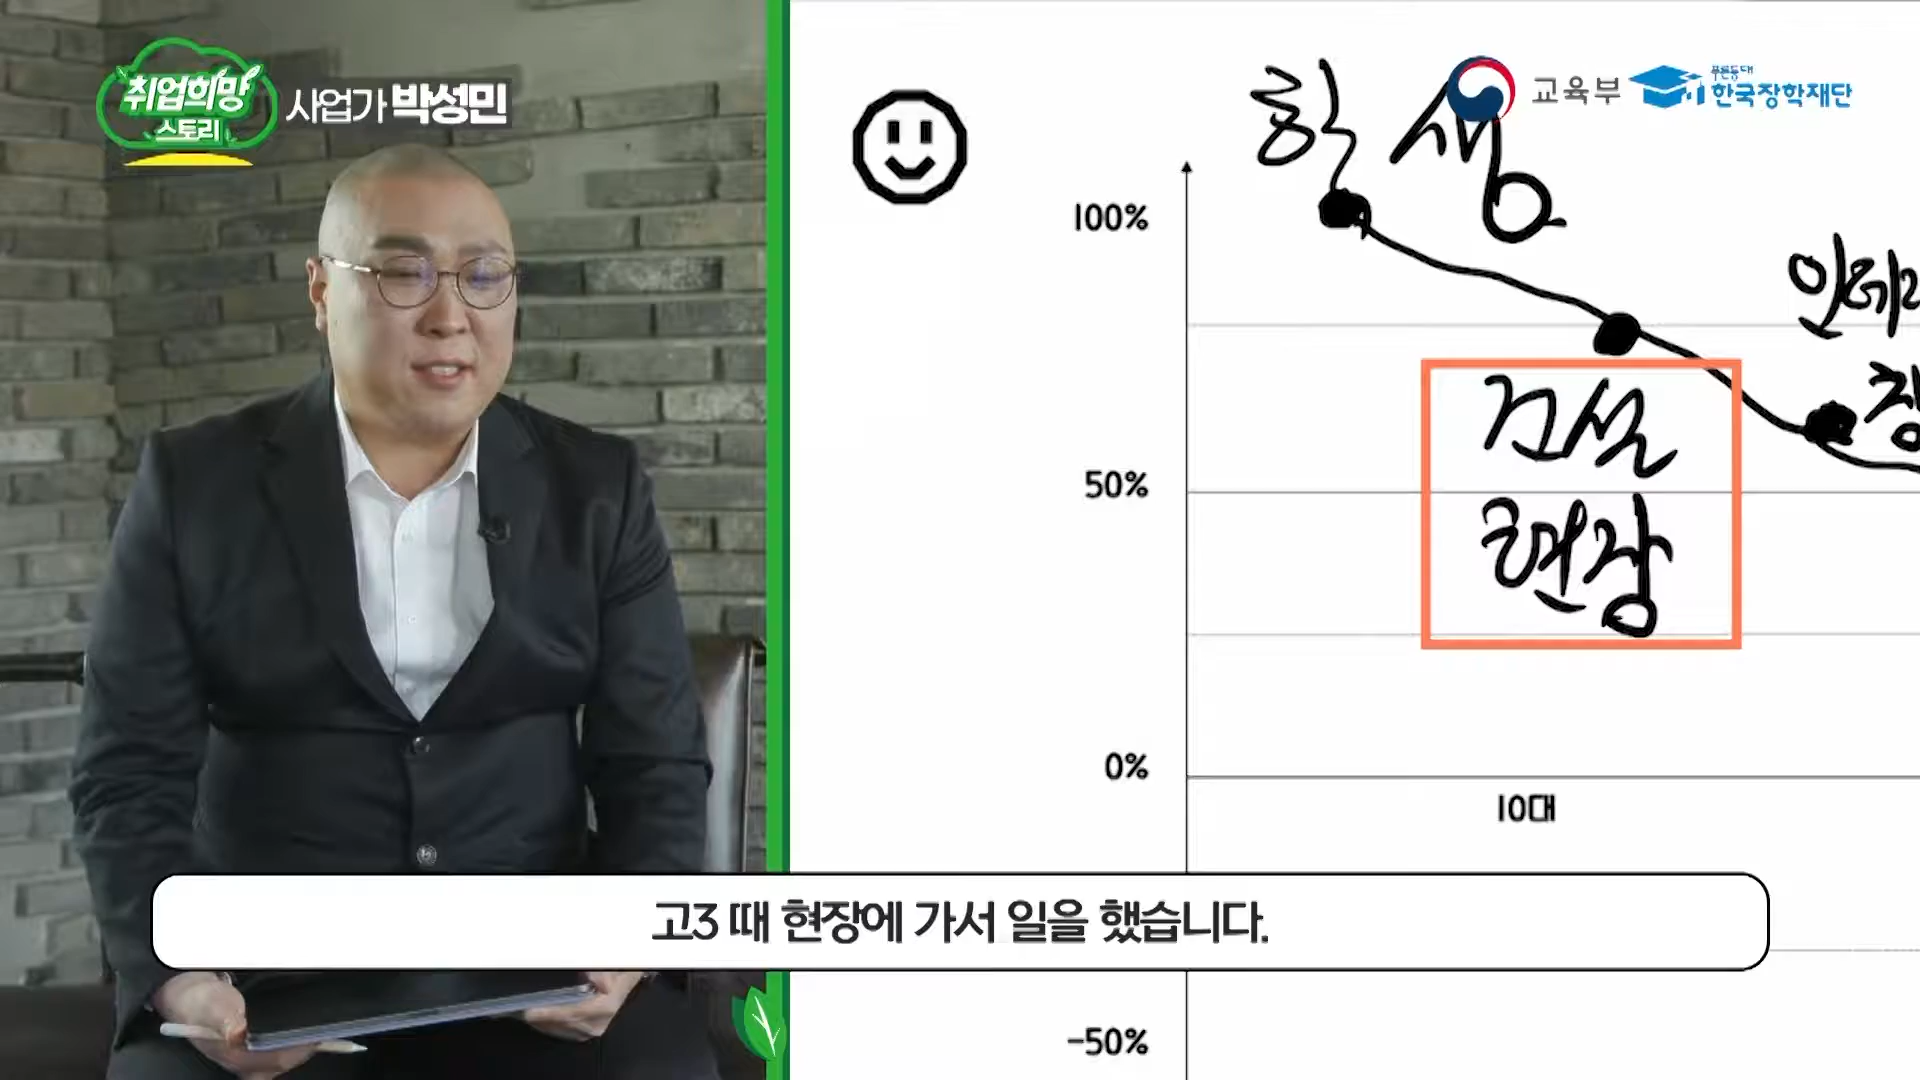 취업희망
스토리
사업가 박성민
학생
교육부
푸른등대
한국장학재단
100%
50%
건설
현장
0%
10대
고3 때 현장에 가서 일을 했습니다.
-50%